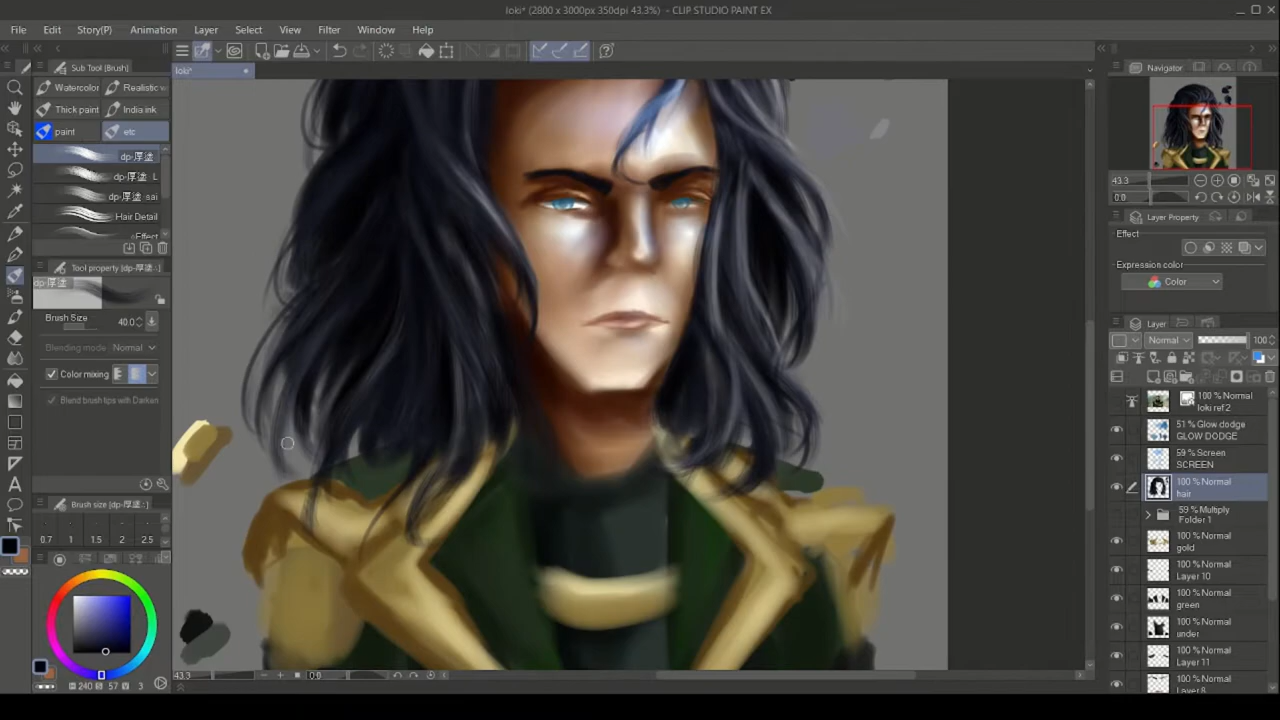 loki* (2800 x 3000px 350dpi 43.3%) - CLIP STUDIO PAINT EX
File Edit Story(P) Animation Layer Select View Filter Window Help
Sub Tool [Brush]
loki*
Navigator
Watercolor
Realistic w
Thick paint
India ink
paint
etc
dp-厚塗
dp-厚塗 L
dp-厚塗 sai
Hair Detail
Effect
Tool property [dp-厚塗
dp-厚塗
Brush Size 40.0
Blending mode Normal
Color mixing
Blend brush tips with Darken
Brush size [dp-厚塗
0.7 1 1.5 2 2.5
240 S 57 V 3
43.3
0.0
43.3
0.0
Layer Property
Effect
Expression color
Color
Layer
Normal 100
100 % Normal
loki ref 2
51 % Glow dodge
GLOW DODGE
59 % Screen
SCREEN
100 % Normal
hair
59 % Multiply
Folder 1
100 % Normal
gold
100 % Normal
Layer 10
100 % Normal
green
100 % Normal
under
100 % Normal
Layer 11
100 % Normal